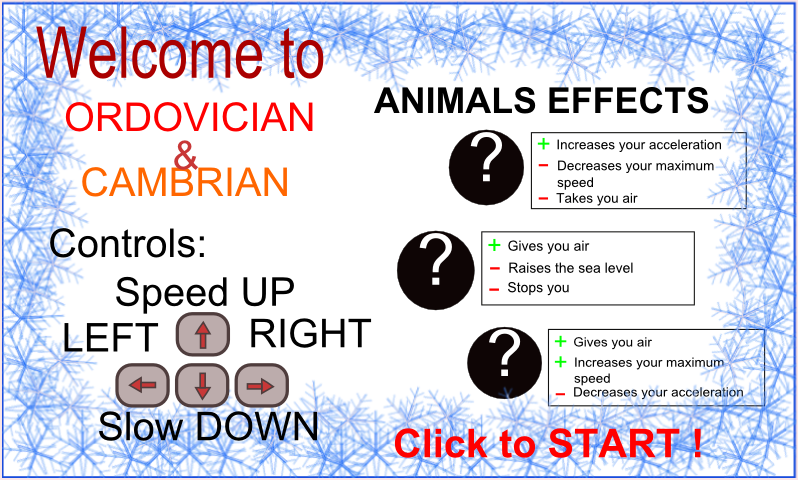 Welcome to
ORDOVICIAN
&
CAMBRIAN
Controls:
Speed UP
LEFT
RIGHT
Slow DOWN
ANIMALS EFFECTS
?
+ Increases your acceleration
- Decreases your maximum
speed
- Takes you air
?
+ Gives you air
- Raises the sea level
- Stops you
?
+ Gives you air
+ Increases your maximum
speed
- Decreases your acceleration
Click to START !